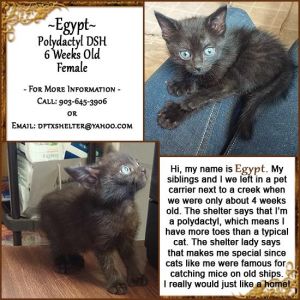 ~Egypt~
Polydactyl DSH
6 Weeks Old
Female
- For More Information -
Call: 903-645-3906
or
Email: dftxshelter@yahoo.com
Hi, my name is Egypt. My
siblings and I we left in a pet
carrier next to a creek when
we were only about 4 weeks
old. The shelter says that I'm
a polydactyl, which means I
have more toes than a typical
cat. The shelter lady says
that makes me special since
cats like me were famous for
catching mice on old ships.
I really would just like a home!